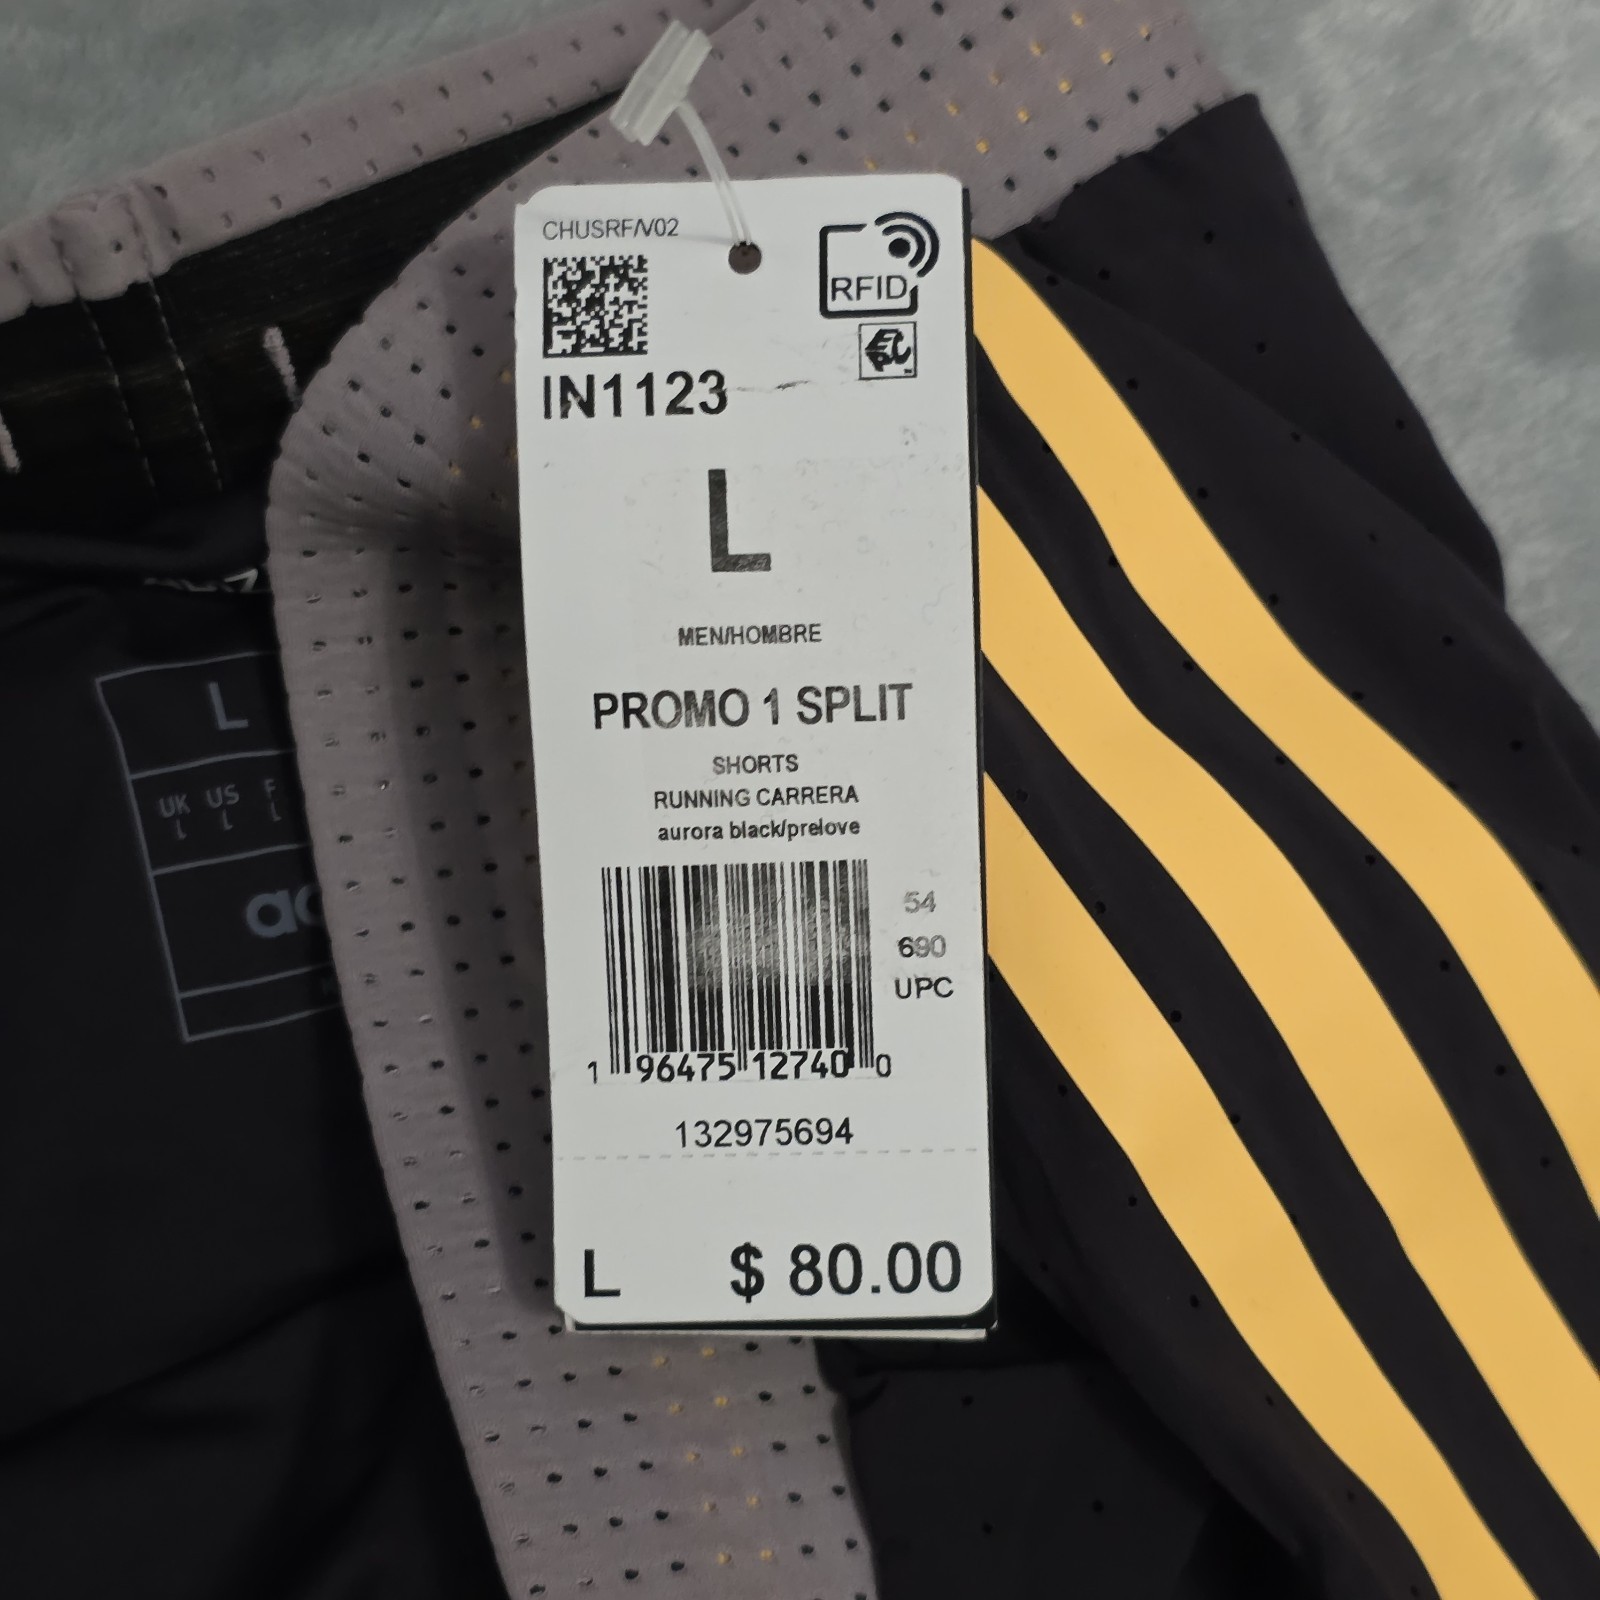 CHUSRF/V02
RFID
IN1123
L
MEN/HOMBRE
PROMO 1 SPLIT
SHORTS
RUNNING CARRERA
aurora black/prelove
54
690
UPC
1 96475 12740 0
132975694
L $ 80.00
L
UK US F
L L L